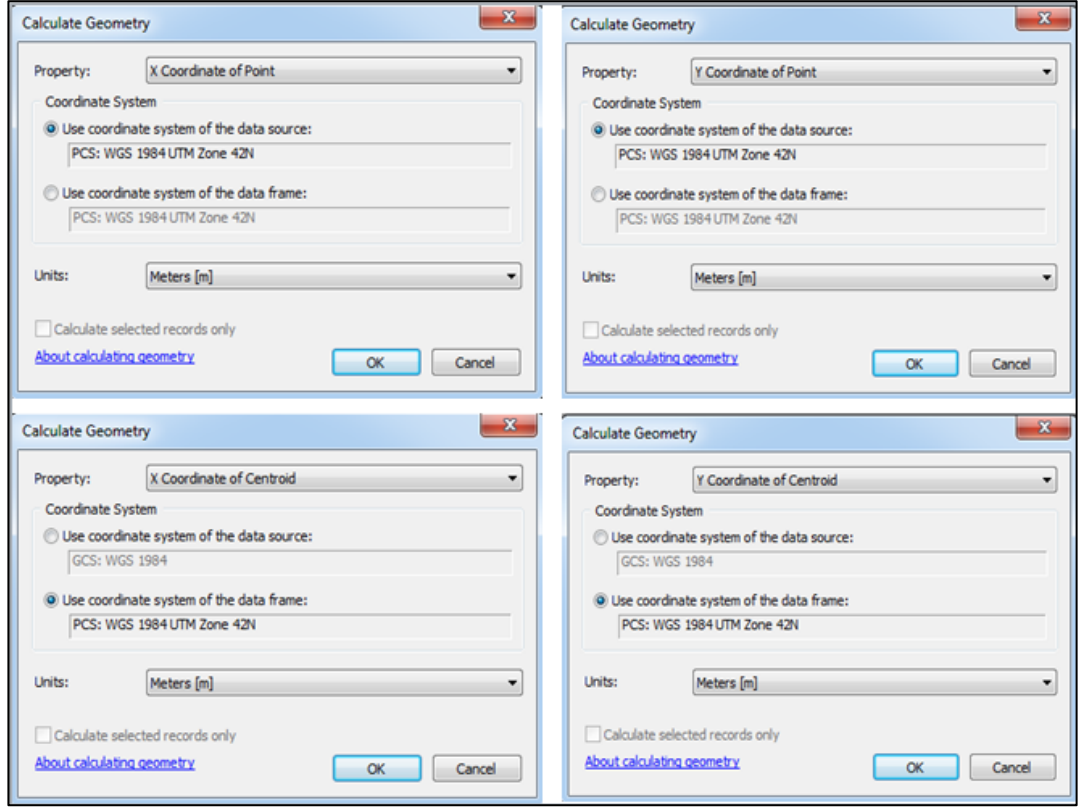 Calculate Geometry
Property: X Coordinate of Point
Coordinate System
Use coordinate system of the data source:
PCS: WGS 1984 UTM Zone 42N
Use coordinate system of the data frame:
PCS: WGS 1984 UTM Zone 42N
Units: Meters [m]
Calculate selected records only
About calculating geometry
OK Cancel
Calculate Geometry
Property: Y Coordinate of Point
Coordinate System
Use coordinate system of the data source:
PCS: WGS 1984 UTM Zone 42N
Use coordinate system of the data frame:
PCS: WGS 1984 UTM Zone 42N
Units: Meters [m]
Calculate selected records only
About calculating geometry
OK Cancel
Calculate Geometry
Property: X Coordinate of Centroid
Coordinate System
Use coordinate system of the data source:
GCS: WGS 1984
Use coordinate system of the data frame:
PCS: WGS 1984 UTM Zone 42N
Units: Meters [m]
Calculate selected records only
About calculating geometry
OK Cancel
Calculate Geometry
Property: Y Coordinate of Centroid
Coordinate System
Use coordinate system of the data source:
GCS: WGS 1984
Use coordinate system of the data frame:
PCS: WGS 1984 UTM Zone 42N
Units: Meters [m]
Calculate selected records only
About calculating geometry
OK Cancel